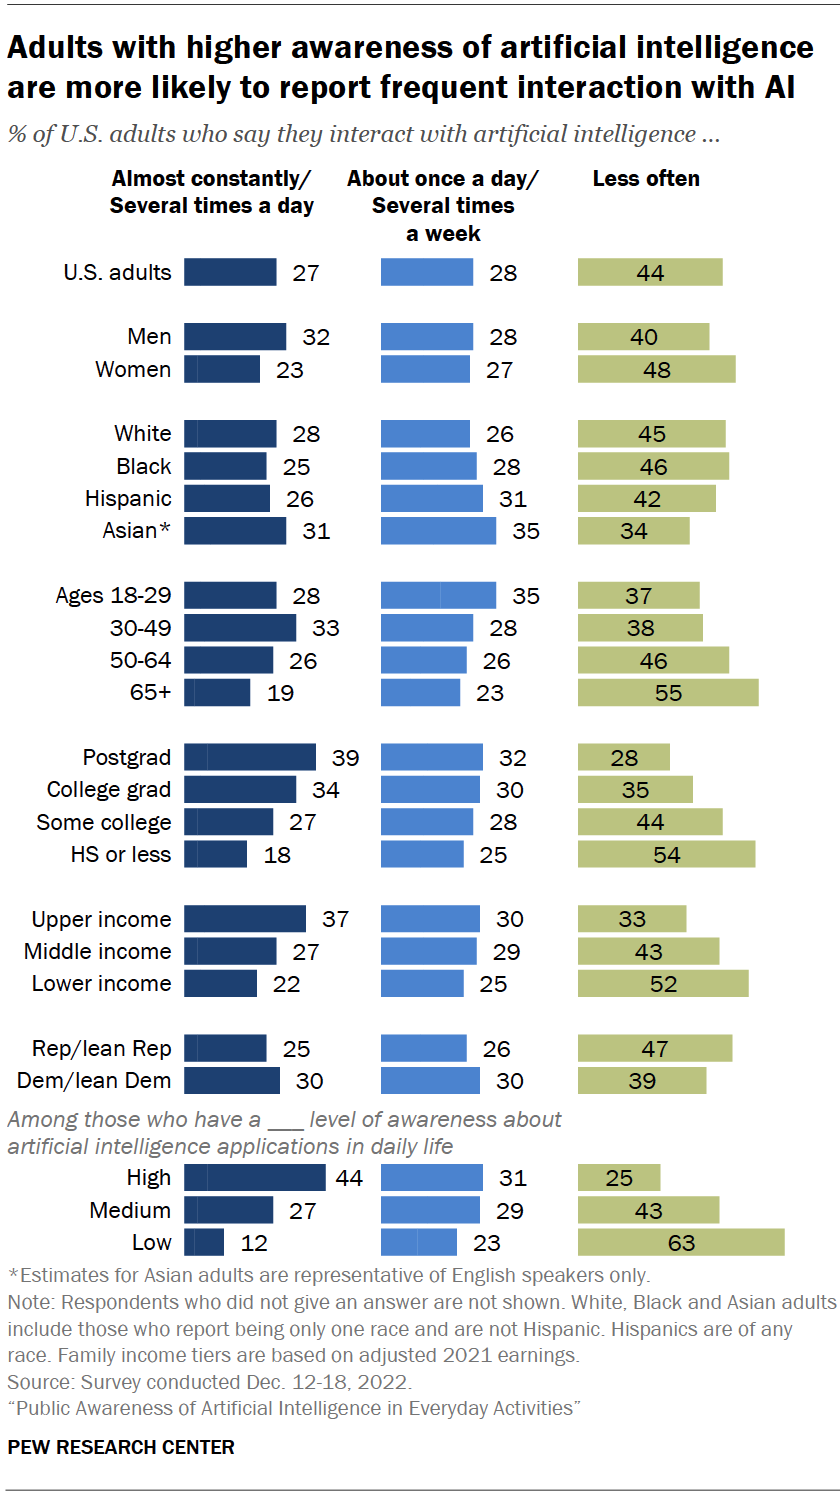 Adults with higher awareness of artificial intelligence
are more likely to report frequent interaction with AI
% of U.S. adults who say they interact with artificial intelligence ...
Almost constantly/ About once a day/ Less often
Several times a day Several times
a week
U.S. adults 27 28 44
Men 32 28 40
Women 23 27 48
White 28 26 45
Black 25 28 46
Hispanic 26 31 42
Asian* 31 35 34
Ages 18-29 28 35 37
30-49 33 28 38
50-64 26 26 46
65+ 19 23 55
Postgrad 39 32 28
College grad 34 30 35
Some college 27 28 44
HS or less 18 25 54
Upper income 37 30 33
Middle income 27 29 43
Lower income 22 25 52
Rep/lean Rep 25 26 47
Dem/lean Dem 30 30 39
Among those who have a ___ level of awareness about
artificial intelligence applications in daily life
High 44 31 25
Medium 27 29 43
Low 12 23 63
*Estimates for Asian adults are representative of English speakers only.
Note: Respondents who did not give an answer are not shown. White, Black and Asian adults
include those who report being only one race and are not Hispanic. Hispanics are of any
race. Family income tiers are based on adjusted 2021 earnings.
Source: Survey conducted Dec. 12-18, 2022.
“Public Awareness of Artificial Intelligence in Everyday Activities”
PEW RESEARCH CENTER